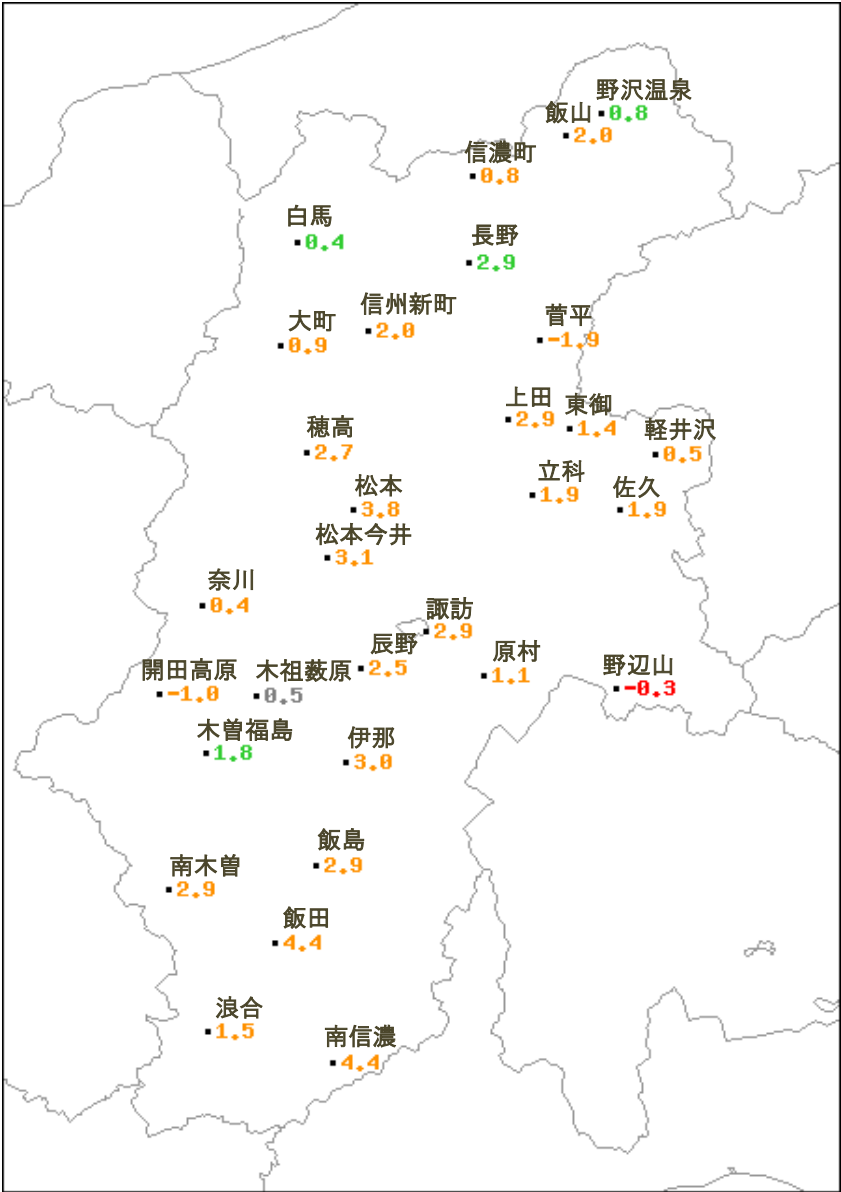 野沢温泉
0.8
飯山
2.0
信濃町
0.8
白馬
0.4
長野
2.9
信州新町
2.0
大町
0.9
菅平
-1.9
上田
2.9
東御
1.4
軽井沢
0.5
穂高
2.7
立科
1.9
佐久
1.9
松本
3.8
松本今井
3.1
奈川
0.4
諏訪
2.9
辰野
2.5
原村
1.1
野辺山
-0.3
開田高原
-1.0
木祖薮原
0.5
木曽福島
1.8
伊那
3.0
飯島
2.9
南木曽
2.9
飯田
4.4
浪合
1.5
南信濃
4.4